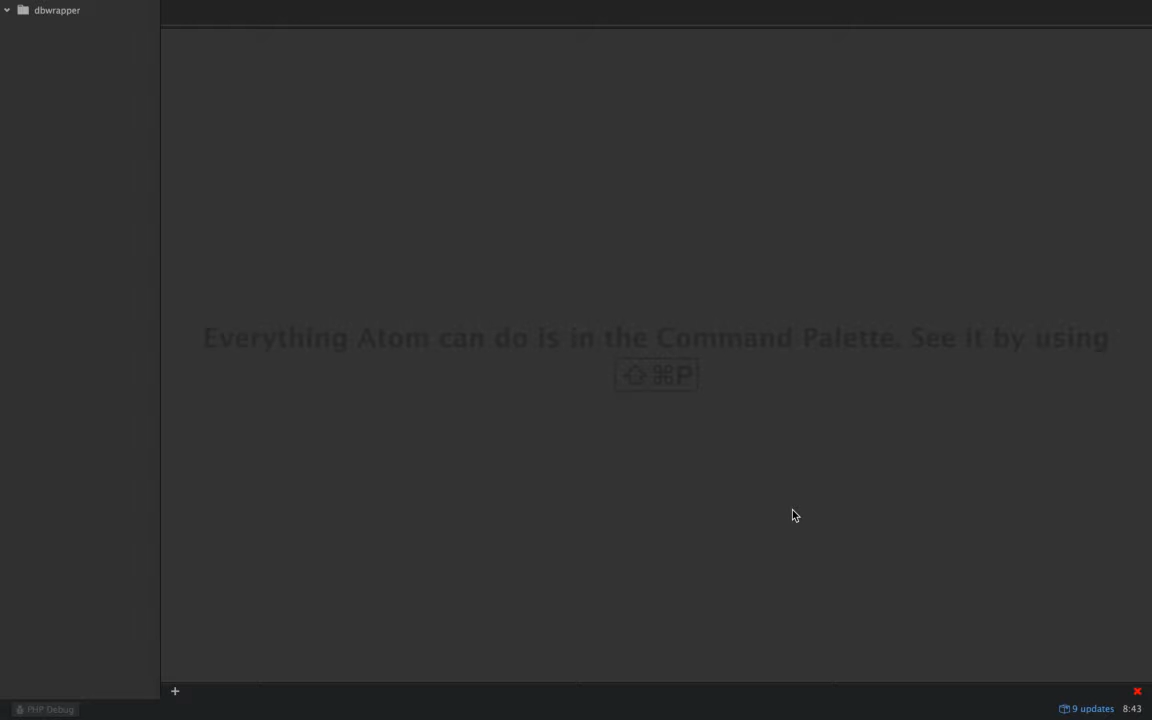 dbwrapper
Everything Atom can do is in the Command Palette. See it by using
⇧⌘P
+
PHP Debug
9 updates
8:43